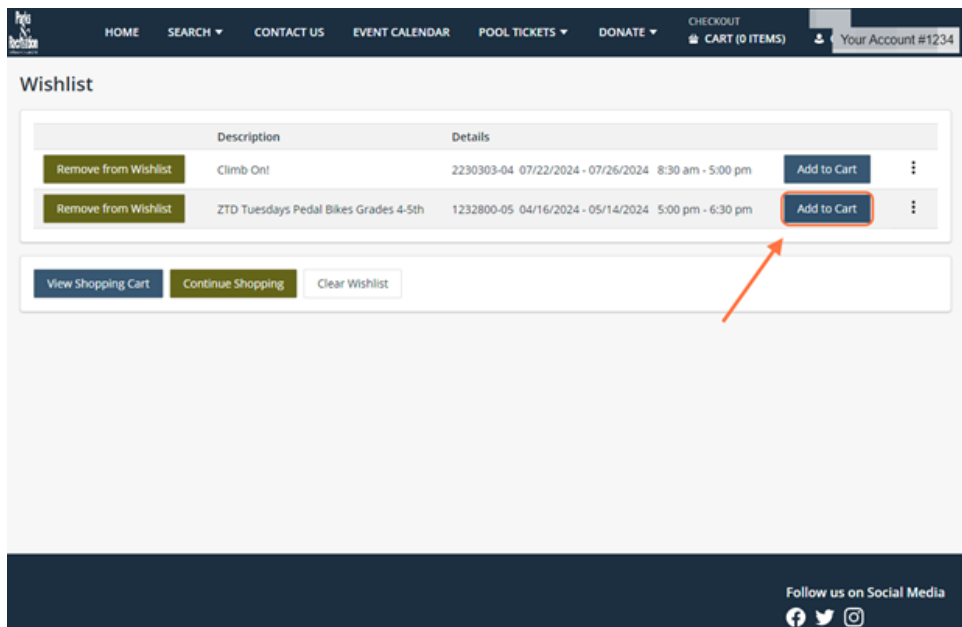 Parks
&
Recreation
HOME SEARCH CONTACT US EVENT CALENDAR POOL TICKETS DONATE CHECKOUT
CART (0 ITEMS) Your Account #1234
Wishlist
Description Details
Remove from Wishlist Climb On! 2230303-04 07/22/2024 - 07/26/2024 8:30 am - 5:00 pm Add to Cart
Remove from Wishlist ZTD Tuesdays Pedal Bikes Grades 4-5th 1232800-05 04/16/2024 - 05/14/2024 5:00 pm - 6:30 pm Add to Cart
View Shopping Cart Continue Shopping Clear Wishlist
Follow us on Social Media